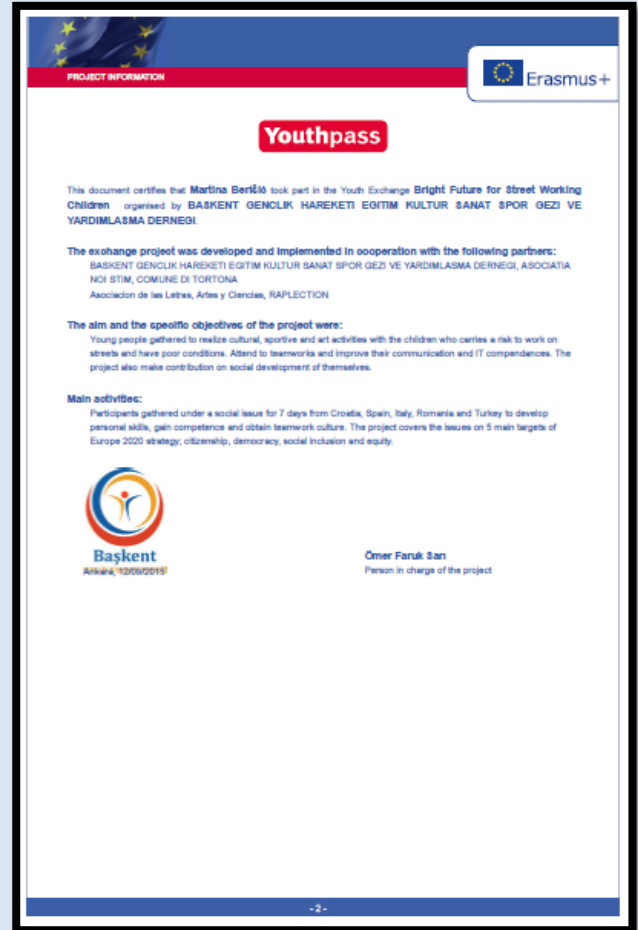 PROJECT INFORMATION
Erasmus+
Youthpass
This document certifies that Martina Beričić took part in the Youth Exchange Bright Future for Street Working
Children organised by BASKENT GENCLIK HAREKETI EGITIM KULTUR SANAT SPOR GEZI VE
YARDIMLASMA DERNEGI.
The exchange project was developed and implemented in cooperation with the following partners:
BASKENT GENCLIK HAREKETI EGITIM KULTUR SANAT SPOR GEZI VE YARDIMLASMA DERNEGI, ASOCIATIA
NOI STIM, COMUNE DI TORTONA
Asociacion de las Letras, Artes y Ciencias, RAPLECTION
The aim and the specific objectives of the project were:
Young people gathered to realize cultural, sportive and art activities with the children who carries a risk to work on
streets and have poor conditions. Attend to teamworks and improve their communication and IT compendances. The
project also make contribution on social development of themselves.
Main activities:
Participants gathered under a social issue for 7 days from Croatia, Spain, Italy, Romania and Turkey to develop
personal skills, gain competence and obtain teamwork culture. The project covers the issues on 5 main targets of
Europe 2020 strategy; citizenship, democracy, social inclusion and equity.
Başkent
Ankara, 12/09/2015
Ömer Faruk Sarı
Person in charge of the project
- 2 -